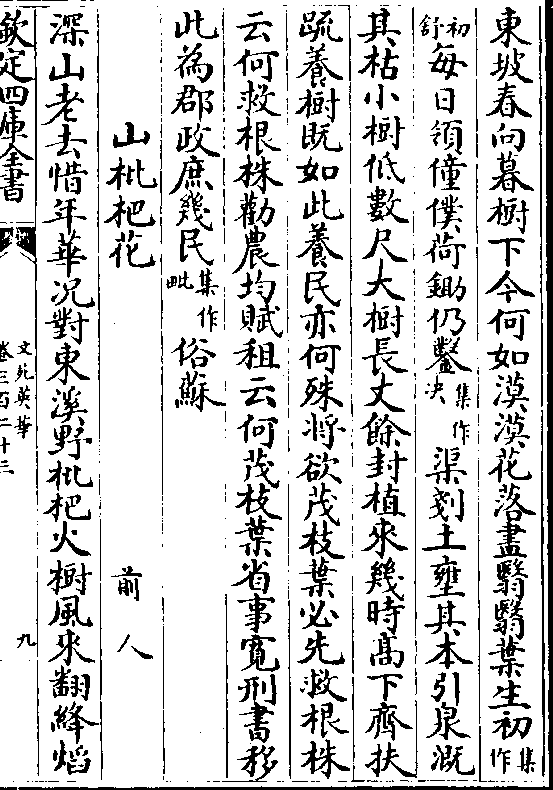 東坡春向暮樹下今何如漠漠花落盡翳翳葉生初集作
初舒每日領僮僕荷鋤仍鑿集作決渠剗土壅其本引泉溉
其枯小樹低數尺大樹長丈餘封植來幾時高下齊扶
疏養樹既如此養民亦何殊將欲茂枝葉必先救根株
云何救根株勸農均賦租云何茂枝葉省事寬刑書移
此為郡政庶幾民集作甿俗蘇
山枇杷花 前人
深山老去惜年華况對東溪野枇杷火樹風來翻絳焰
欽定四庫全書 文苑英華 卷三百二十三 九